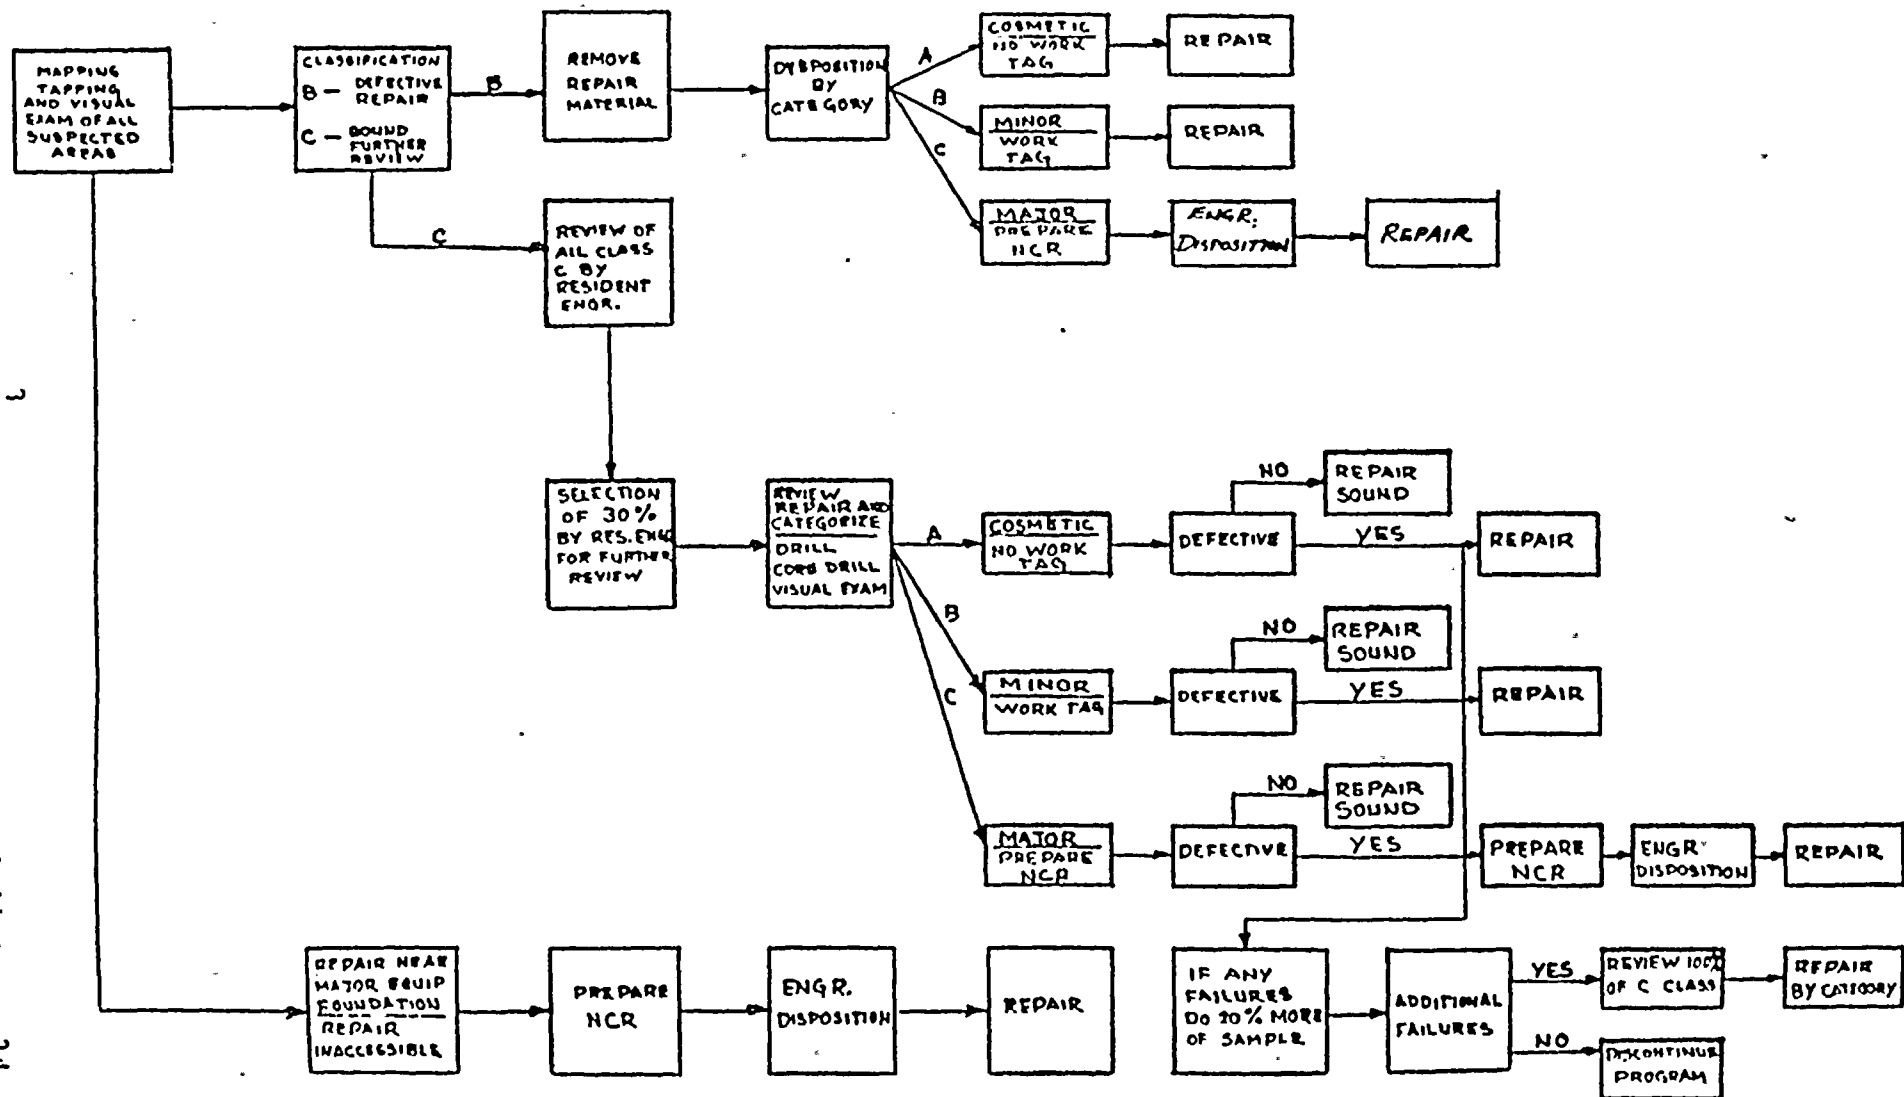 MAPPING
TAPPING
AND VISUAL
EXAM OF ALL
SUSPECTED
AREAS
CLASSIFICATION
B - DEFECTIVE
REPAIR
C - SOUND
FURTHER
REVIEW
B
REMOVE
REPAIR
MATERIAL
DISPOSITION
BY
CATEGORY
A
COSMETIC
NO WORK
TAG
REPAIR
B
MINOR
WORK
TAG
REPAIR
C
MAJOR
PREPARE
NCR
ENGR.
DISPOSITION
REPAIR
C
REVIEW OF
ALL CLASS
C BY
RESIDENT
ENGR.
SELECTION
OF 30%
BY RES. ENGR
FOR FURTHER
REVIEW
REVIEW
REPAIR AND
CATEGORIZE
DRILL
CORE DRILL
VISUAL EXAM
A
COSMETIC
NO WORK
TAG
DEFECTIVE
NO
REPAIR
SOUND
YES
REPAIR
B
MINOR
WORK TAG
DEFECTIVE
NO
REPAIR
SOUND
YES
REPAIR
C
MAJOR
PREPARE
NCR
DEFECTIVE
NO
REPAIR
SOUND
YES
PREPARE
NCR
ENGR.
DISPOSITION
REPAIR
REPAIR NEAR
MAJOR EQUIP
FOUNDATION
REPAIR
INACCESSIBLE
PREPARE
NCR
ENGR.
DISPOSITION
REPAIR
IF ANY
FAILURES
DO 20% MORE
OF SAMPLE
ADDITIONAL
FAILURES
YES
REVIEW 100%
OF C CLASS
REPAIR
BY CATEGORY
NO
DISCONTINUE
PROGRAM
3